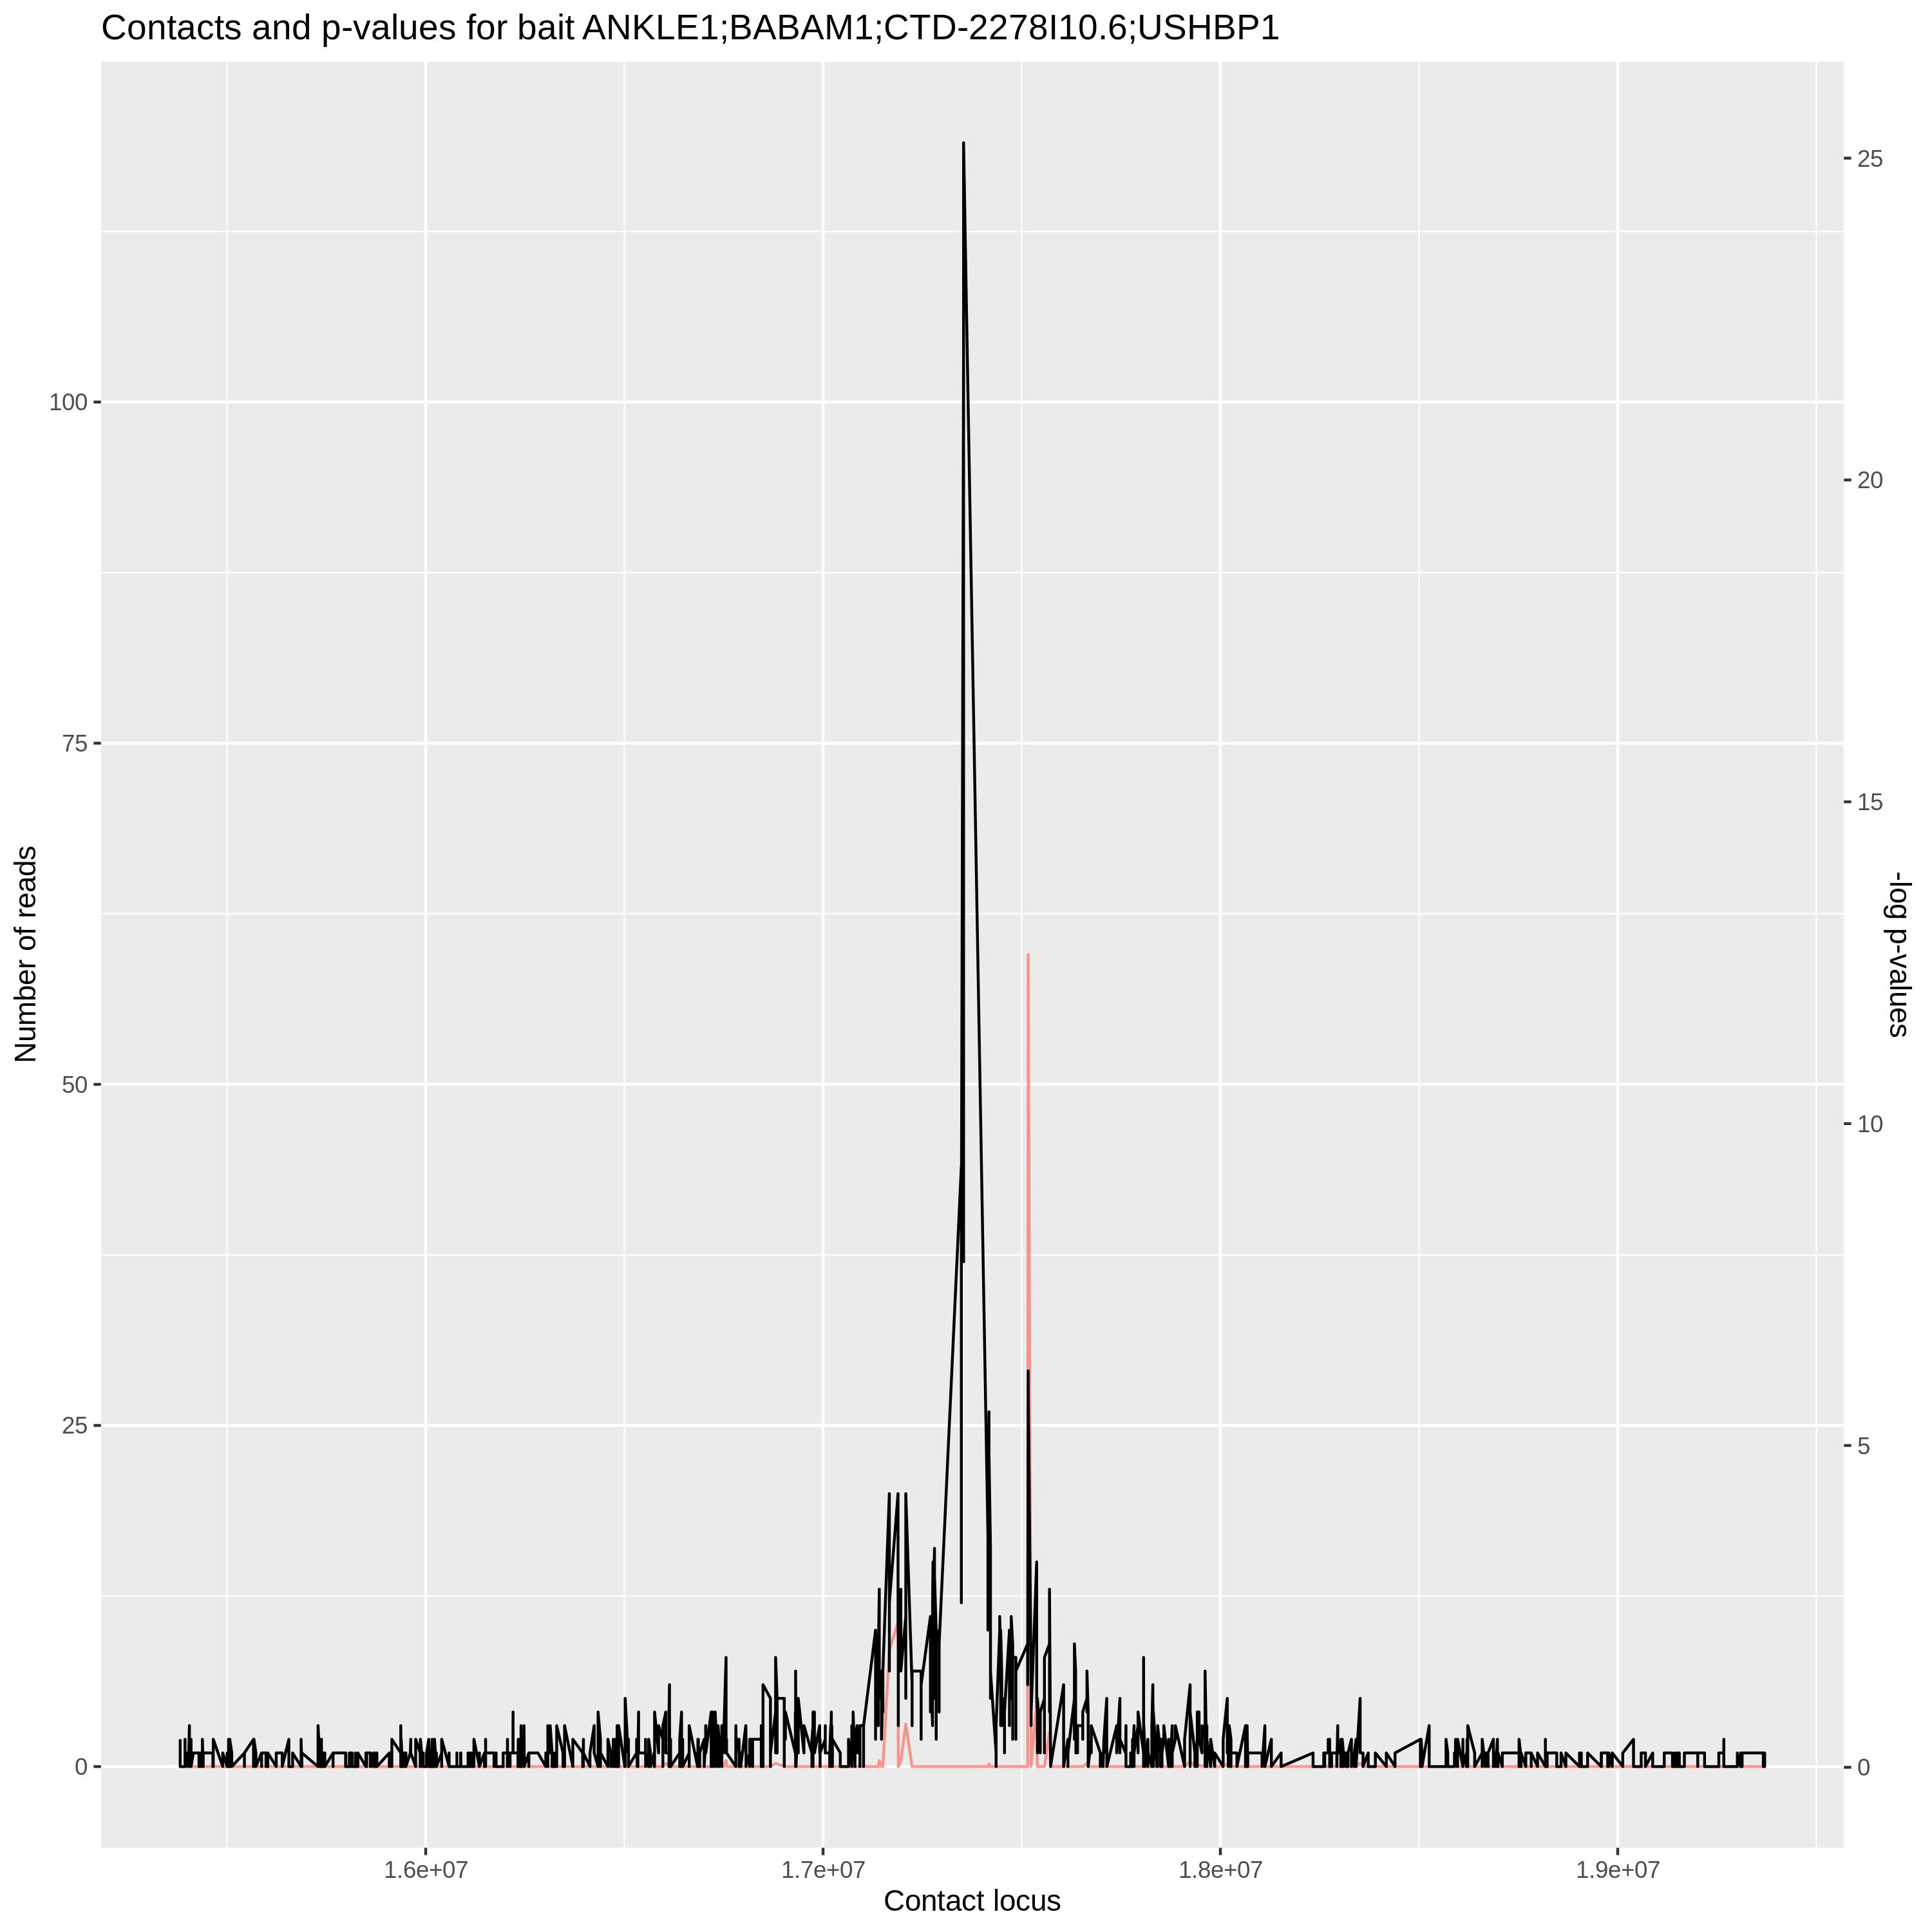 Contacts and p-values for bait ANKLE1;BABAM1;CTD-2278I10.6;USHBP1
100
75
50
25
0
Number of reads
25
20
15
10
5
0
-log p-values
1.6e+07
1.7e+07
1.8e+07
1.9e+07
Contact locus